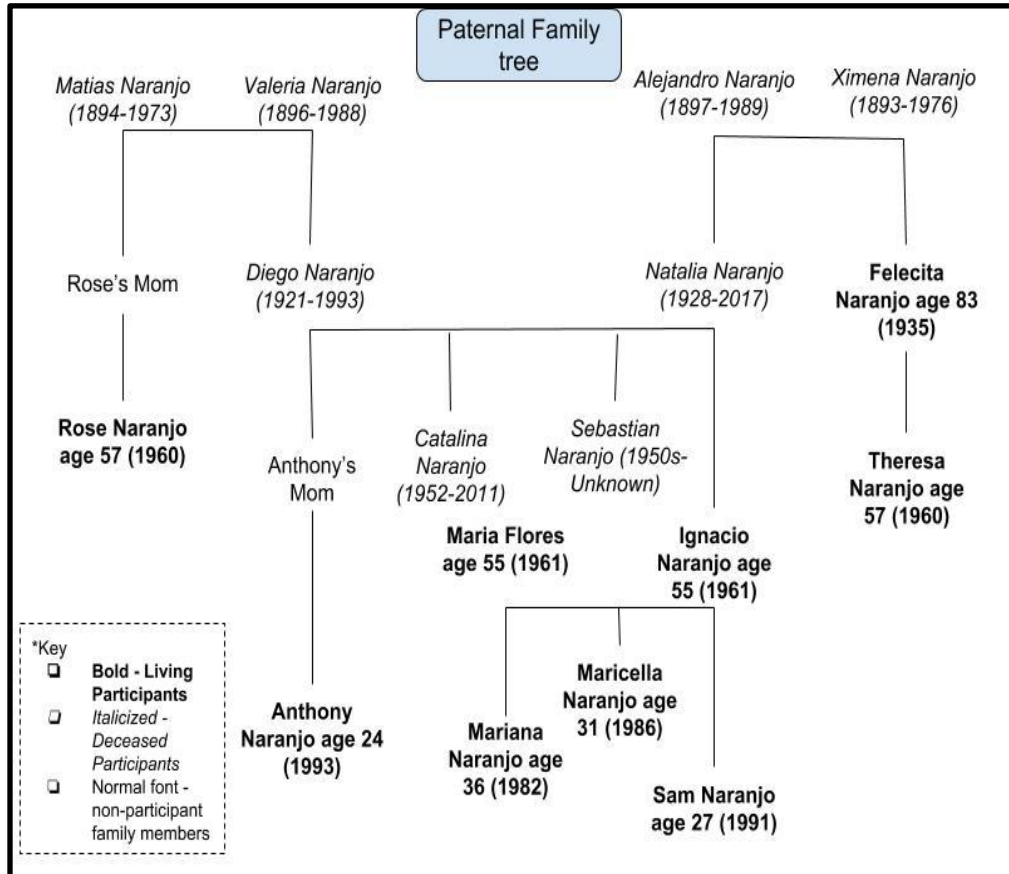 Paternal Family
tree
Matias Naranjo
(1894-1973)
Valeria Naranjo
(1896-1988)
Alejandro Naranjo
(1897-1989)
Ximena Naranjo
(1893-1976)
Rose's Mom
Diego Naranjo
(1921-1993)
Natalia Naranjo
(1928-2017)
Felecita
Naranjo age 83
(1935)
Rose Naranjo
age 57 (1960)
Anthony's
Mom
Catalina
Naranjo
(1952-2011)
Sebastian
Naranjo (1950s-
Unknown)
Theresa
Naranjo age
57 (1960)
Maria Flores
age 55 (1961)
Ignacio
Naranjo age
55 (1961)
*Key
Bold - Living
Participants
Italicized -
Deceased
Participants
Normal font -
non-participant
family members
Anthony
Naranjo age 24
(1993)
Mariana
Naranjo age
36 (1982)
Maricella
Naranjo age
31 (1986)
Sam Naranjo
age 27 (1991)